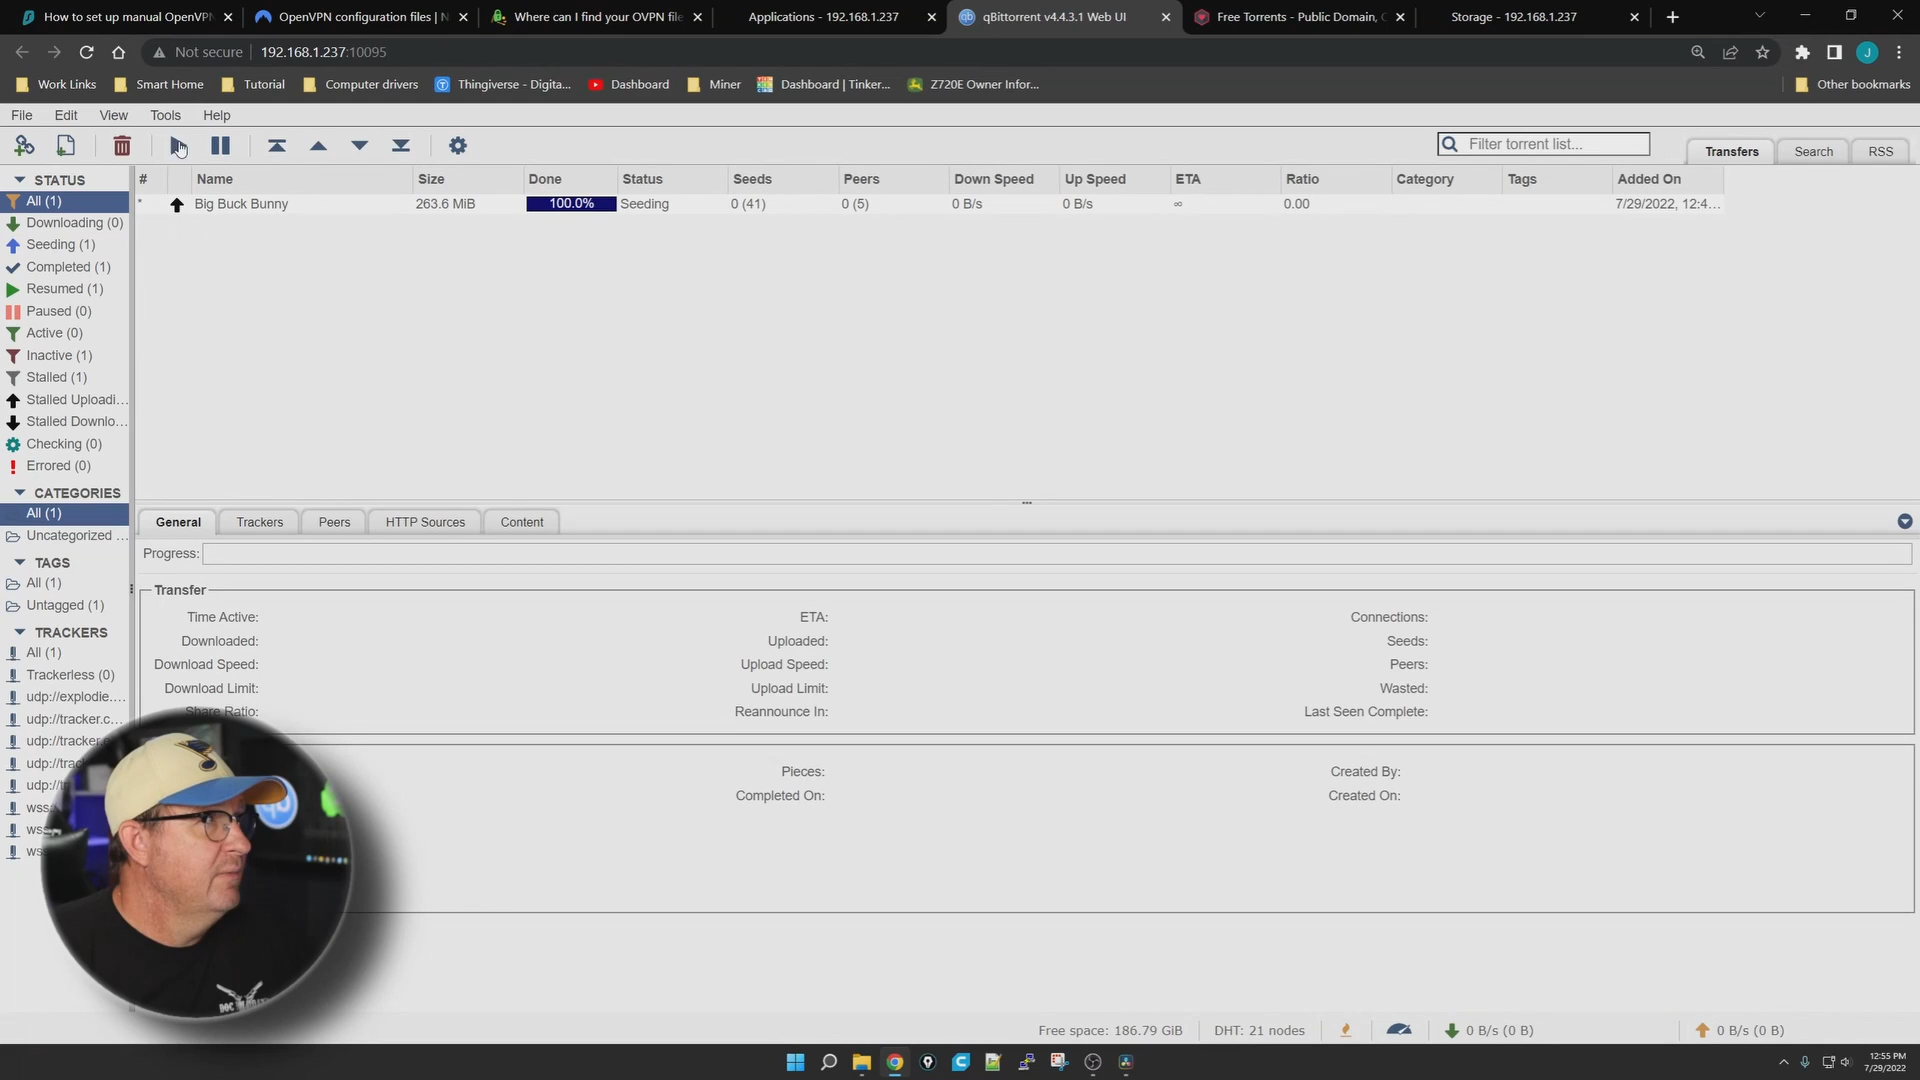 How to set up manual OpenVPN
OpenVPN configuration files | N
Where can I find your OVPN file
Applications - 192.168.1.237
qBittorrent v4.4.3.1 Web UI
Free Torrents - Public Domain, C
Storage - 192.168.1.237
Not secure
192.168.1.237:10095
J
Work Links
Smart Home
Tutorial
Computer drivers
Thingiverse - Digita...
Dashboard
Miner
Dashboard | Tinker...
Z720E Owner Infor...
Other bookmarks
File
Edit
View
Tools
Help
Filter torrent list...
Transfers
Search
RSS
STATUS
All (1)
Downloading (0)
Seeding (1)
Completed (1)
Resumed (1)
Paused (0)
Active (0)
Inactive (1)
Stalled (1)
Stalled Uploadi...
Stalled Downlo...
Checking (0)
Errored (0)
CATEGORIES
All (1)
Uncategorized ...
TAGS
All (1)
Untagged (1)
TRACKERS
All (1)
Trackerless (0)
udp://explodie....
udp://tracker.c...
udp://tracker.
udp://trac
udp://t
wss
wss
wss
# Name Size Done Status Seeds Peers Down Speed Up Speed ETA Ratio Category Tags Added On
* Big Buck Bunny 263.6 MiB 100.0% Seeding 0 (41) 0 (5) 0 B/s 0 B/s ∞ 0.00 7/29/2022, 12:4...
General
Trackers
Peers
HTTP Sources
Content
Progress:
Transfer
Time Active: ETA: Connections:
Downloaded: Uploaded: Seeds:
Download Speed: Upload Speed: Peers:
Download Limit: Upload Limit: Wasted:
Share Ratio: Reannounce In: Last Seen Complete:
Pieces: Created By:
Completed On: Created On:
qb
Free space: 186.79 GiB
DHT: 21 nodes
0 B/s (0 B)
0 B/s (0 B)
12:55 PM
7/29/2022